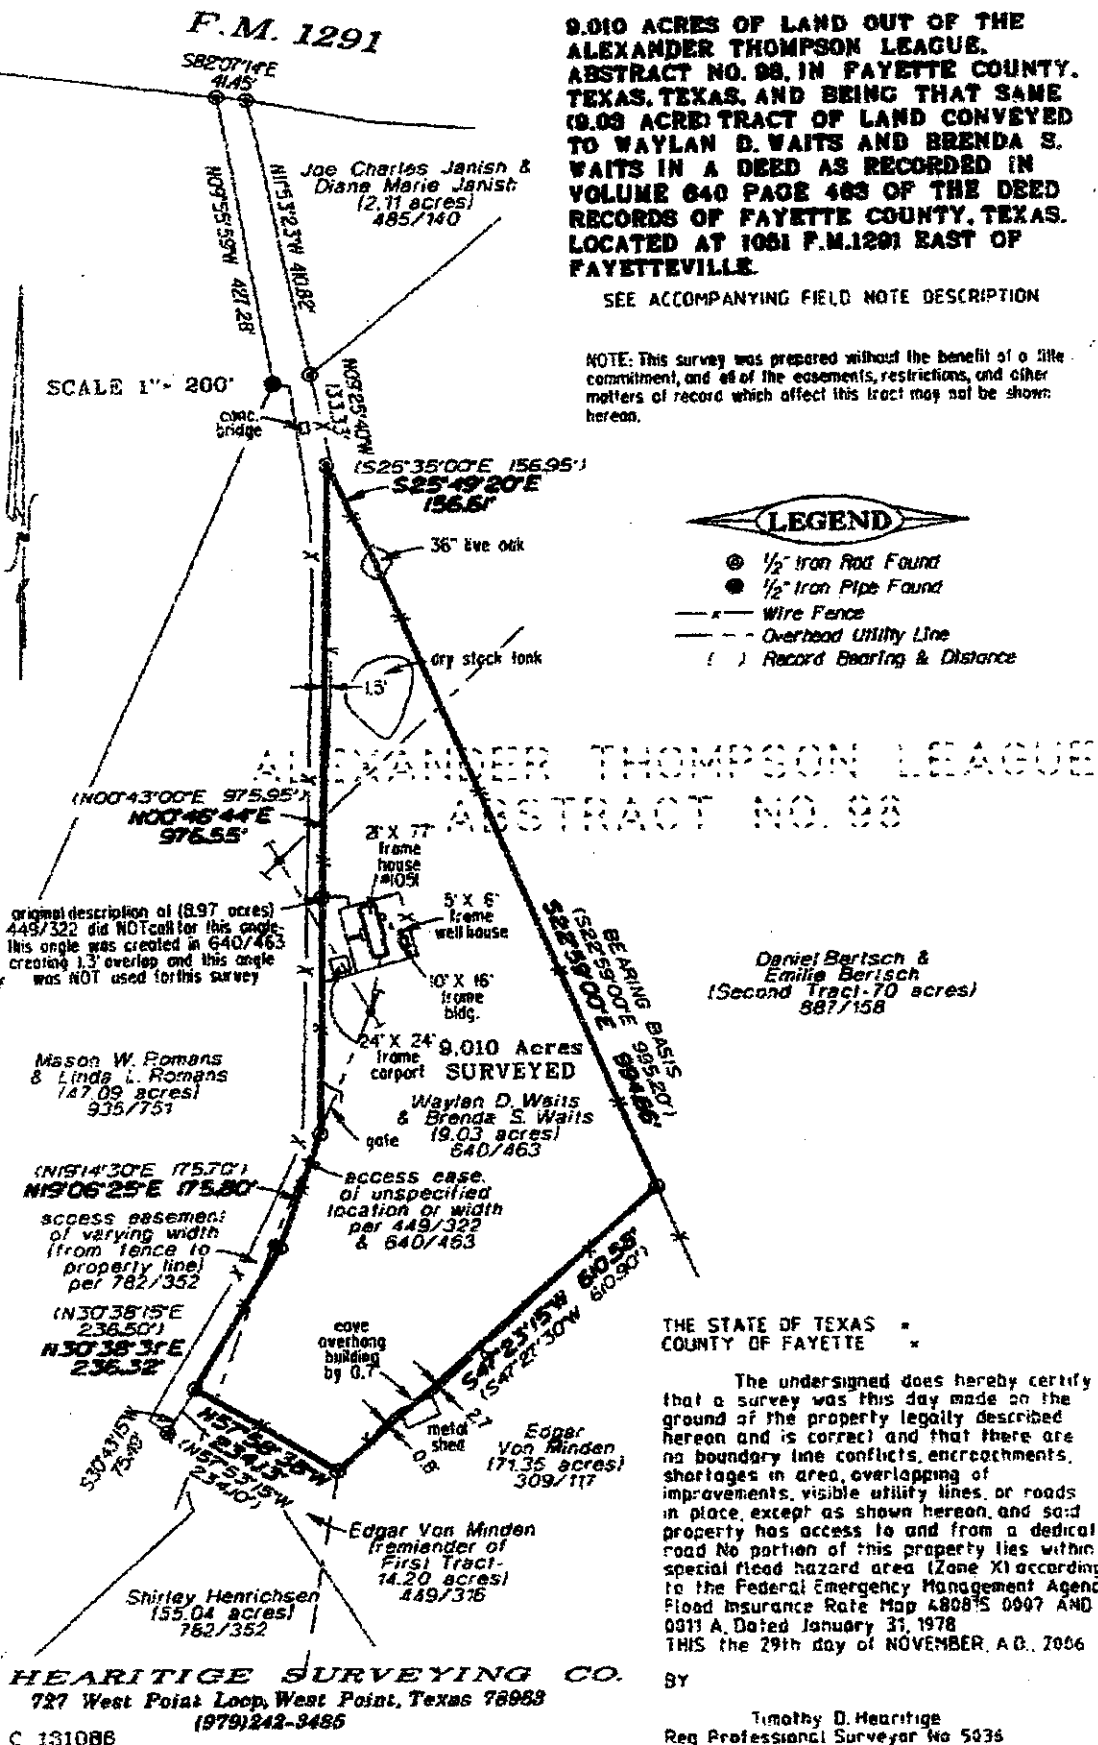 F.M. 1291
S82°07'14"E
41.45'
9.010 ACRES OF LAND OUT OF THE
ALEXANDER THOMPSON LEAGUE,
ABSTRACT NO. 98, IN FAYETTE COUNTY,
TEXAS, TEXAS, AND BEING THAT SAME
(9.03 ACRE) TRACT OF LAND CONVEYED
TO WAYLAN D. WAITS AND BRENDA S.
WAITS IN A DEED AS RECORDED IN
VOLUME 640 PAGE 463 OF THE DEED
RECORDS OF FAYETTE COUNTY, TEXAS.
LOCATED AT 1051 F.M.1291 EAST OF
FAYETTEVILLE.
SEE ACCOMPANYING FIELD NOTE DESCRIPTION
NOTE: This survey was prepared without the benefit of a title
commitment, and all of the easements, restrictions, and other
matters of record which affect this tract may not be shown
hereon.
Joe Charles Janish &
Diane Marie Janish
(2.11 acres)
485/140
N09°55'59"W 427.28'
N11°53'23"W 410.82'
SCALE 1"- 200'
conc.
bridge
N09°25'40"W
133.33'
(S25°35'00"E 156.95')
S25°49'20"E
156.61'
36" live oak
LEGEND
1/2" Iron Rod Found
1/2" Iron Pipe Found
Wire Fence
Overhead Utility Line
( ) Record Bearing & Distance
dry stock tank
1.5'
ALEXANDER THOMPSON LEAGUE
ABSTRACT NO. 98
(N00°43'00"E 975.95')
N00°46'44"E
976.55'
21' X 77'
frame
house
#1051
original description of (8.97 acres)
449/322 did NOT call for this angle-
this angle was created in 640/463
creating 1.3' overlap and this angle
was NOT used for this survey
5' X 6'
frame
well house
10' X 16'
frame
bldg.
BEARING BASIS
(S22°59'00"E 995.20')
S22°59'00"E 994.66'
Daniel Bertsch &
Emilie Bertsch
(Second Tract-70 acres)
887/158
24' X 24'
frame
carport
9.010 Acres
SURVEYED
Waylan D. Waits
& Brenda S. Waits
(9.03 acres)
640/463
Mason W. Romans
& Linda L. Romans
(47.09 acres)
935/751
gate
(N19°14'30"E 175.70')
N19°06'25"E 175.80'
access ease.
of unspecified
location or width
per 449/322
& 640/463
access easement
of varying width
(from fence to
property line)
per 782/352
(N30°38'15"E
236.50')
N30°38'31"E
236.32'
eave
overhang
building
by 0.7'
S47°23'15"W 610.58'
(S47°27'30"W 610.90')
2.7'
metal
shed
0.8'
Edgar
Von Minden
(71.35 acres)
309/117
S30°43'15"W
75.40'
N57°58'38"W
234.13'
(N57°53'15"W
234.10')
Edgar Von Minden
(remiander of
First Tract-
14.20 acres)
449/316
Shirley Henrichsen
(55.04 acres)
782/352
THE STATE OF TEXAS *
COUNTY OF FAYETTE *
The undersigned does hereby certify
that a survey was this day made on the
ground of the property legally described
hereon and is correct and that there are
no boundary line conflicts, encroachments,
shortages in area, overlapping of
improvements, visible utility lines, or roads
in place, except as shown hereon, and said
property has access to and from a dedicat
road No portion of this property lies within
special flood hazard area (Zone X) according
to the Federal Emergency Management Agenc
Flood Insurance Rate Map 480815 0007 AND
0011 A, Dated January 31, 1978
THIS the 29th day of NOVEMBER, A.D., 2006
BY
Timothy D. Hearitige
Reg Professional Surveyor No 5036
HEARITIGE SURVEYING CO.
727 West Point Loop, West Point, Texas 78963
(979)242-3485
C 131086